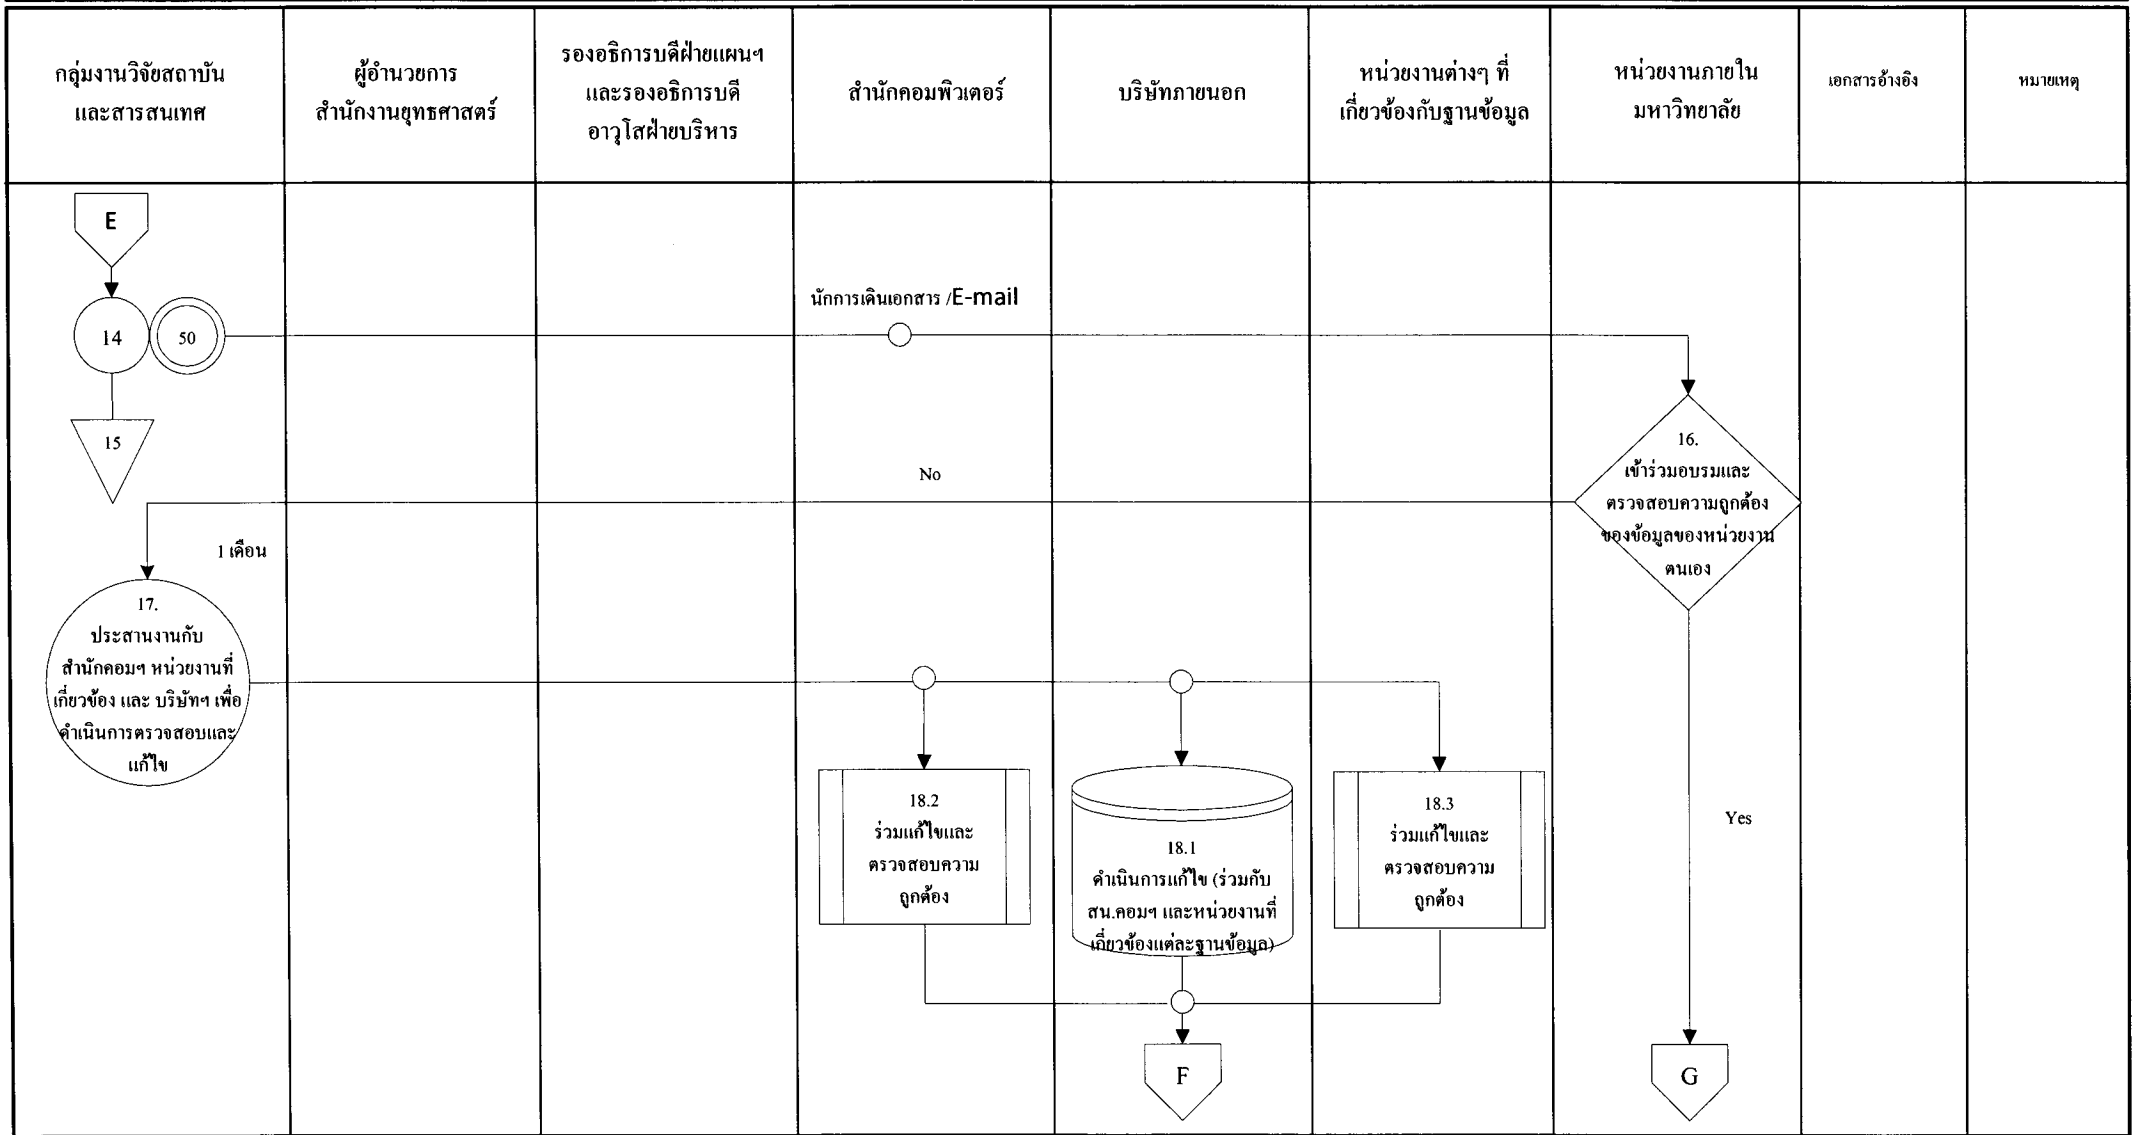 กลุ่มงานวิจัยสถาบัน
และสารสนเทศ
ผู้อำนวยการ
สำนักงานยุทธศาสตร์
รองอธิการบดีฝ่ายแผนฯ
และรองอธิการบดี
อาวุโสฝ่ายบริหาร
สำนักคอมพิวเตอร์
บริษัทภายนอก
หน่วยงานต่างๆ ที่
เกี่ยวข้องกับฐานข้อมูล
หน่วยงานภายใน
มหาวิทยาลัย
เอกสารอ้างอิง
หมายเหตุ
E
นักการเดินเอกสาร /E-mail
14
50
15
16.
เข้าร่วมอบรมและ
ตรวจสอบความถูกต้อง
ของข้อมูลของหน่วยงาน
ตนเอง
No
1 เดือน
17.
ประสานงานกับ
สำนักคอมฯ หน่วยงานที่
เกี่ยวข้อง และ บริษัทฯ เพื่อ
ดำเนินการตรวจสอบและ
แก้ไข
18.2
ร่วมแก้ไขและ
ตรวจสอบความ
ถูกต้อง
18.1
ดำเนินการแก้ไข (ร่วมกับ
สน.คอมฯ และหน่วยงานที่
เกี่ยวข้องแต่ละฐานข้อมูล)
18.3
ร่วมแก้ไขและ
ตรวจสอบความ
ถูกต้อง
Yes
F
G